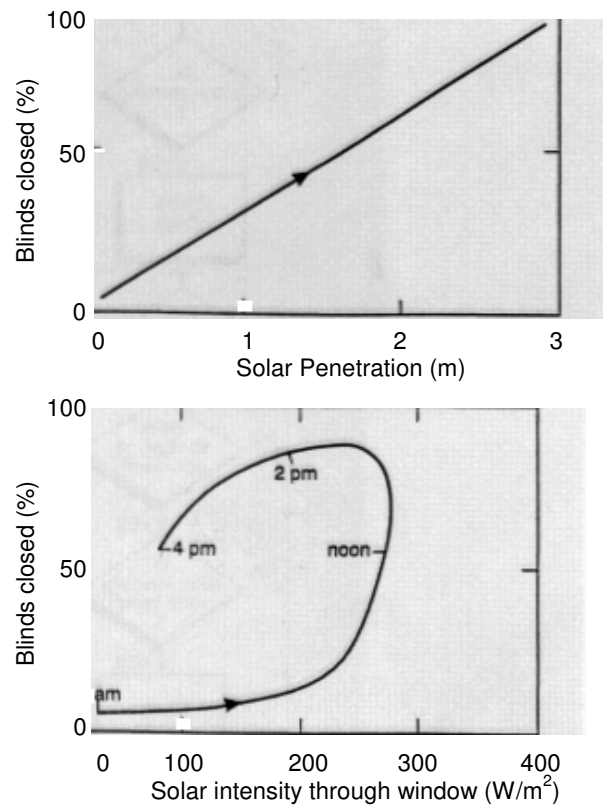 100
50
0
Blinds closed (%)
0 1 2 3
Solar Penetration (m)
100
50
0
Blinds closed (%)
2 pm
4 pm
noon
am
0 100 200 300 400
Solar intensity through window (W/m²)